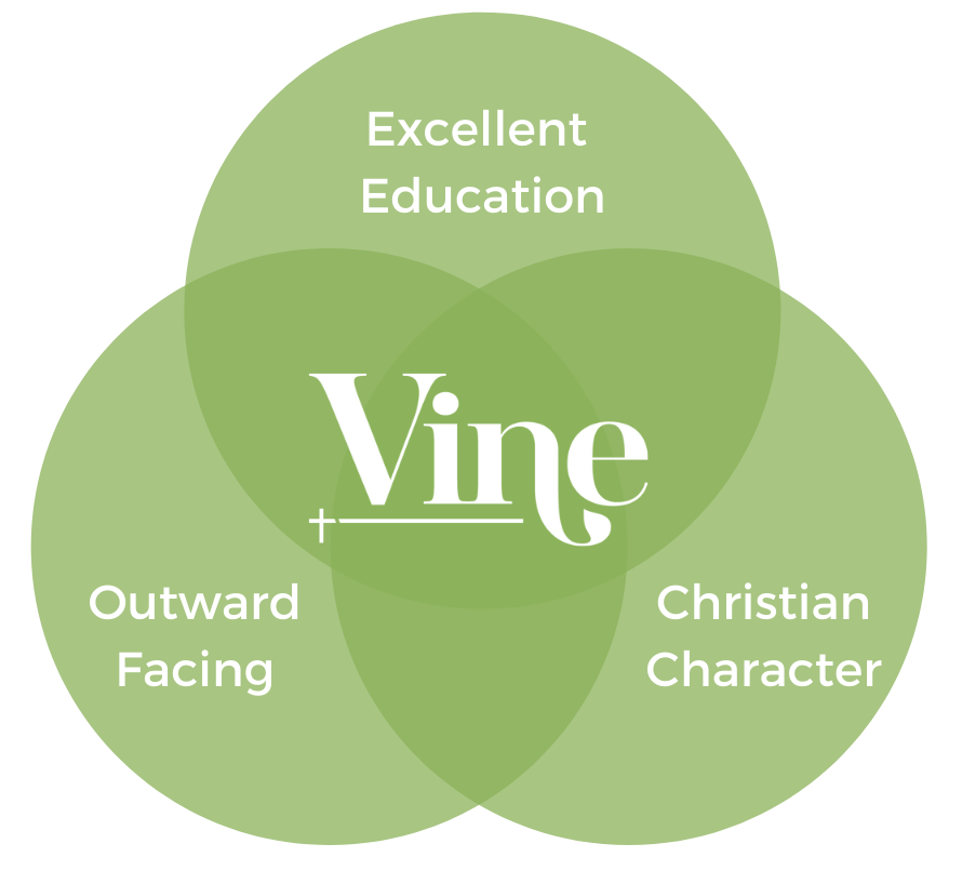 Excellent
Education
Vine
Outward
Facing
Christian
Character